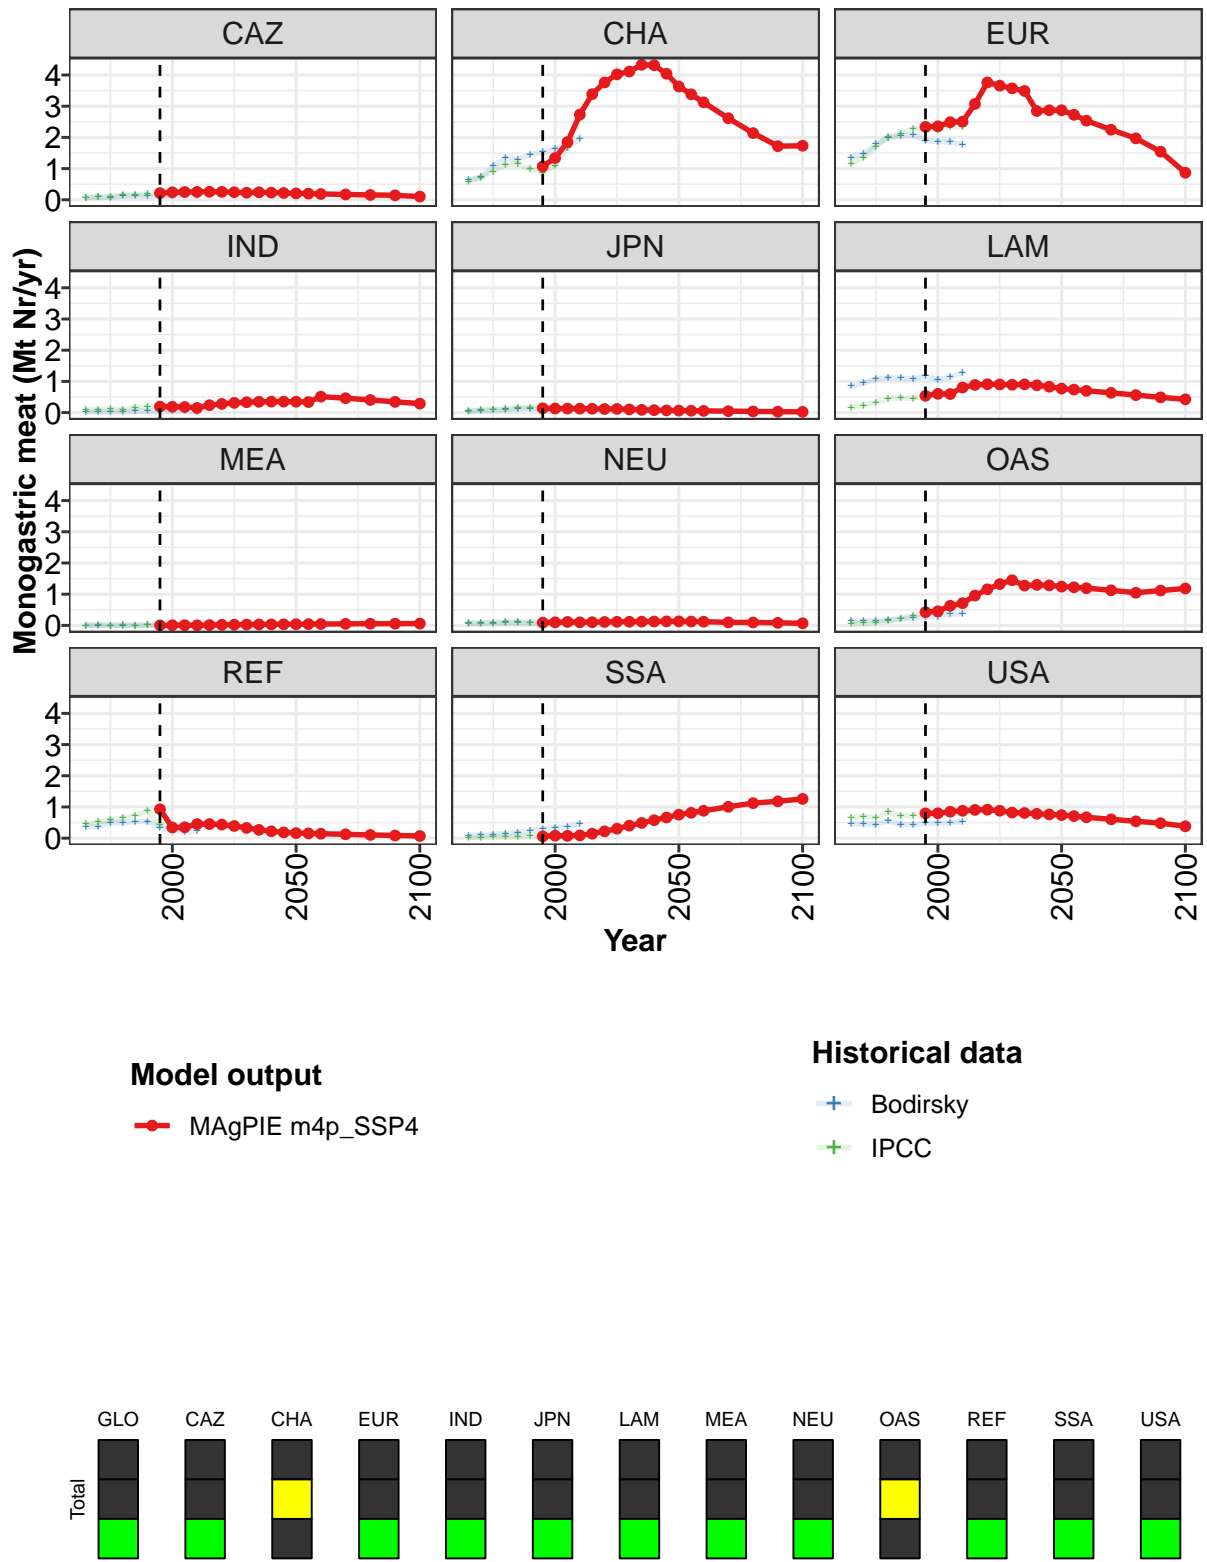 CAZ CHA EUR
4
3
2
1
0
IND JPN LAM
4
3
2
1
0
MEA NEU OAS
4
3
2
1
0
REF SSA USA
4
3
2
1
0
Monogastric meat (Mt Nr/yr)
2000 2050 2100 2000 2050 2100 2000 2050 2100
Year
Model output
MAgPIE m4p_SSP4
Historical data
Bodirsky
IPCC
GLO CAZ CHA EUR IND JPN LAM MEA NEU OAS REF SSA USA
Total